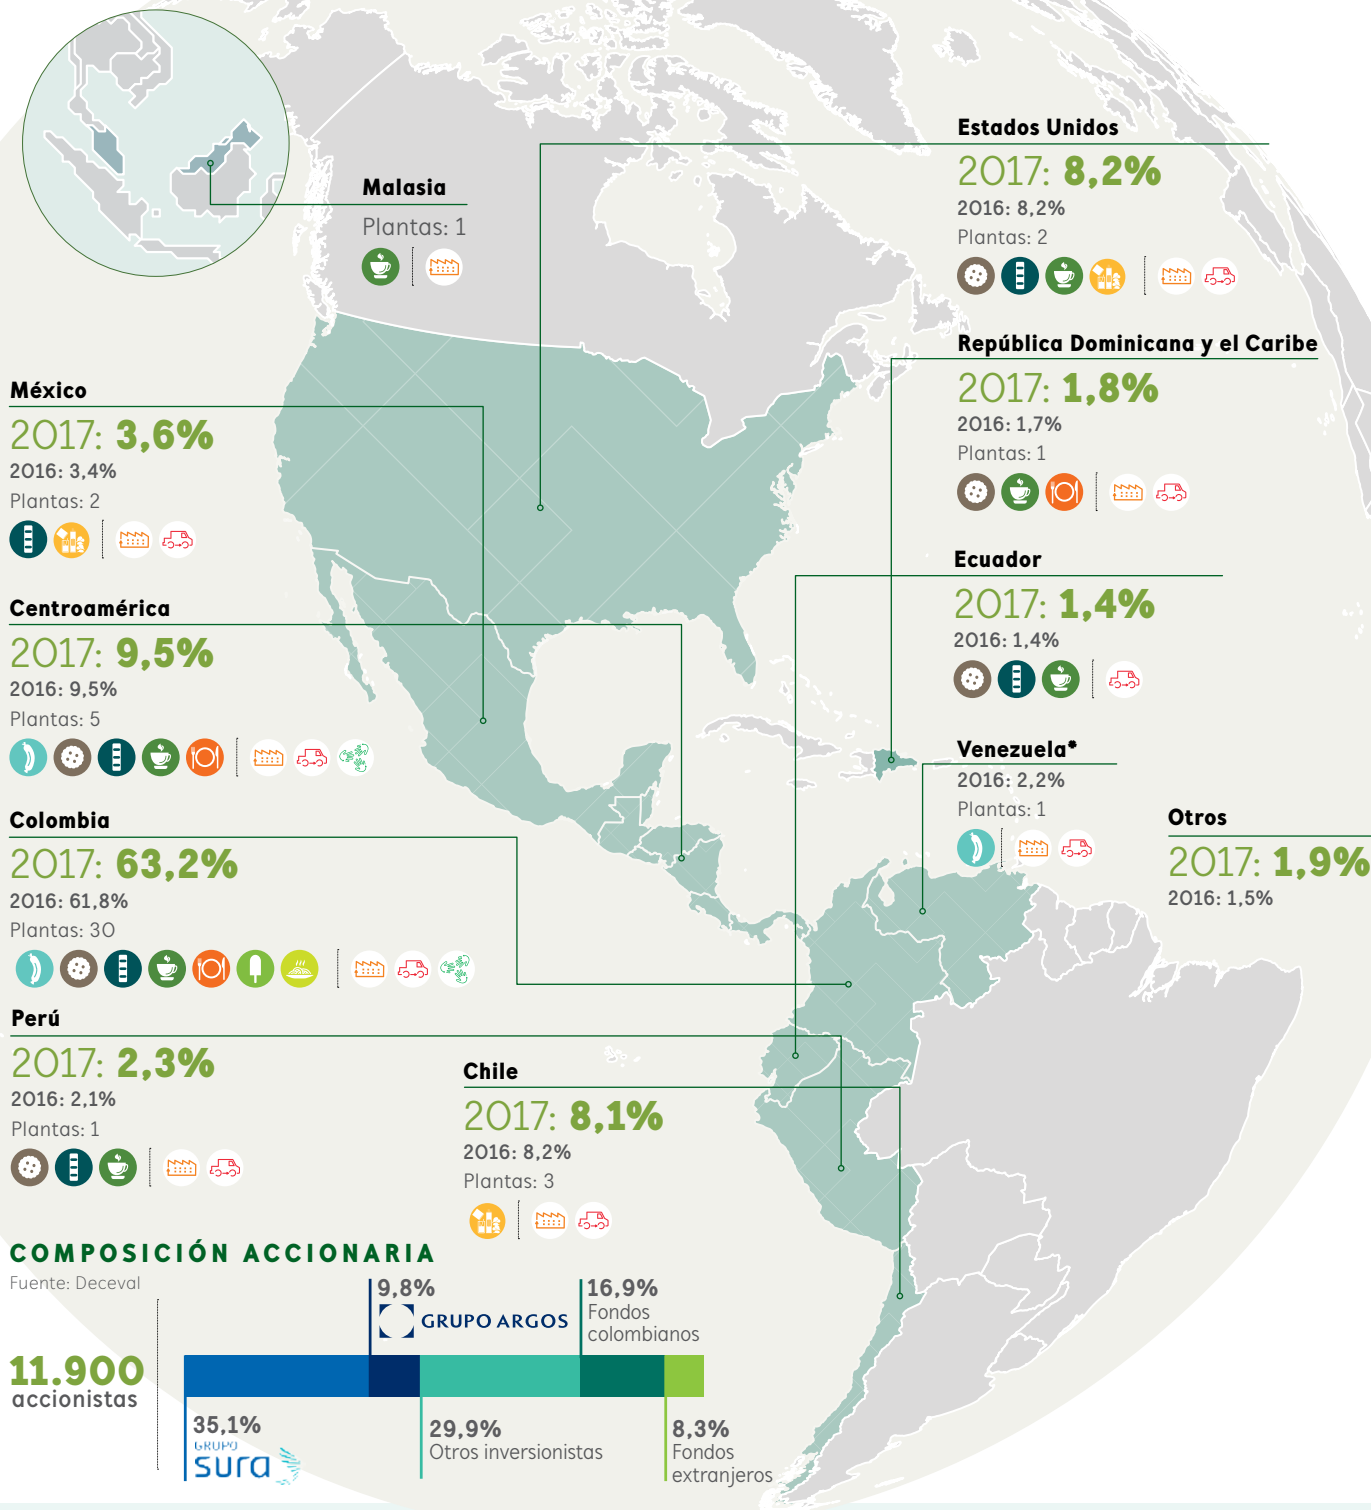 Malasia
Plantas: 1
Estados Unidos
2017: 8,2%
2016: 8,2%
Plantas: 2
República Dominicana y el Caribe
2017: 1,8%
2016: 1,7%
Plantas: 1
México
2017: 3,6%
2016: 3,4%
Plantas: 2
Ecuador
2017: 1,4%
2016: 1,4%
Centroamérica
2017: 9,5%
2016: 9,5%
Plantas: 5
Venezuela*
2016: 2,2%
Plantas: 1
Otros
2017: 1,9%
2016: 1,5%
Colombia
2017: 63,2%
2016: 61,8%
Plantas: 30
Perú
2017: 2,3%
2016: 2,1%
Plantas: 1
Chile
2017: 8,1%
2016: 8,2%
Plantas: 3
COMPOSICIÓN ACCIONARIA
Fuente: Deceval
11.900
accionistas
9,8%
GRUPO ARGOS
16,9%
Fondos
colombianos
35,1%
GRUPO
sura
29,9%
Otros inversionistas
8,3%
Fondos
extranjeros